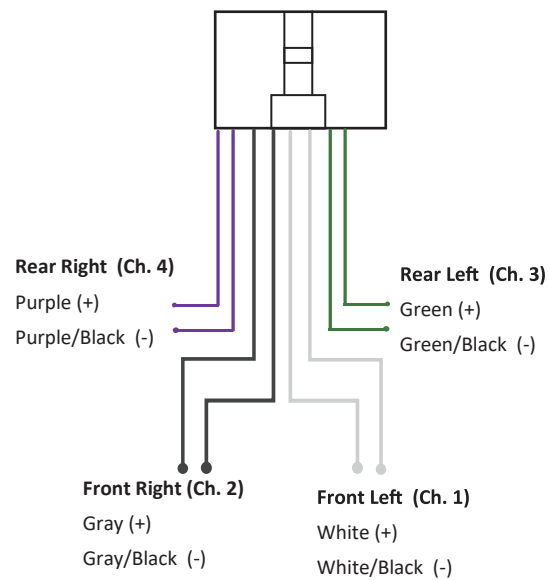 Rear Right  (Ch. 4)
Purple (+)
Purple/Black  (-)
Rear Left  (Ch. 3)
Green (+)
Green/Black  (-)
Front Right (Ch. 2)
Gray (+)
Gray/Black  (-)
Front Left  (Ch. 1)
White (+)
White/Black  (-)